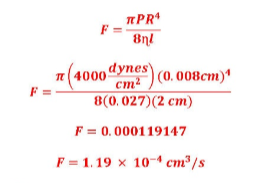 F = πPR⁴ / 8ηl
F = π(4000 dynes/cm²)(0.008cm)⁴ / 8(0.027)(2 cm)
F = 0.000119147
F = 1.19 × 10⁻⁴ cm³/s